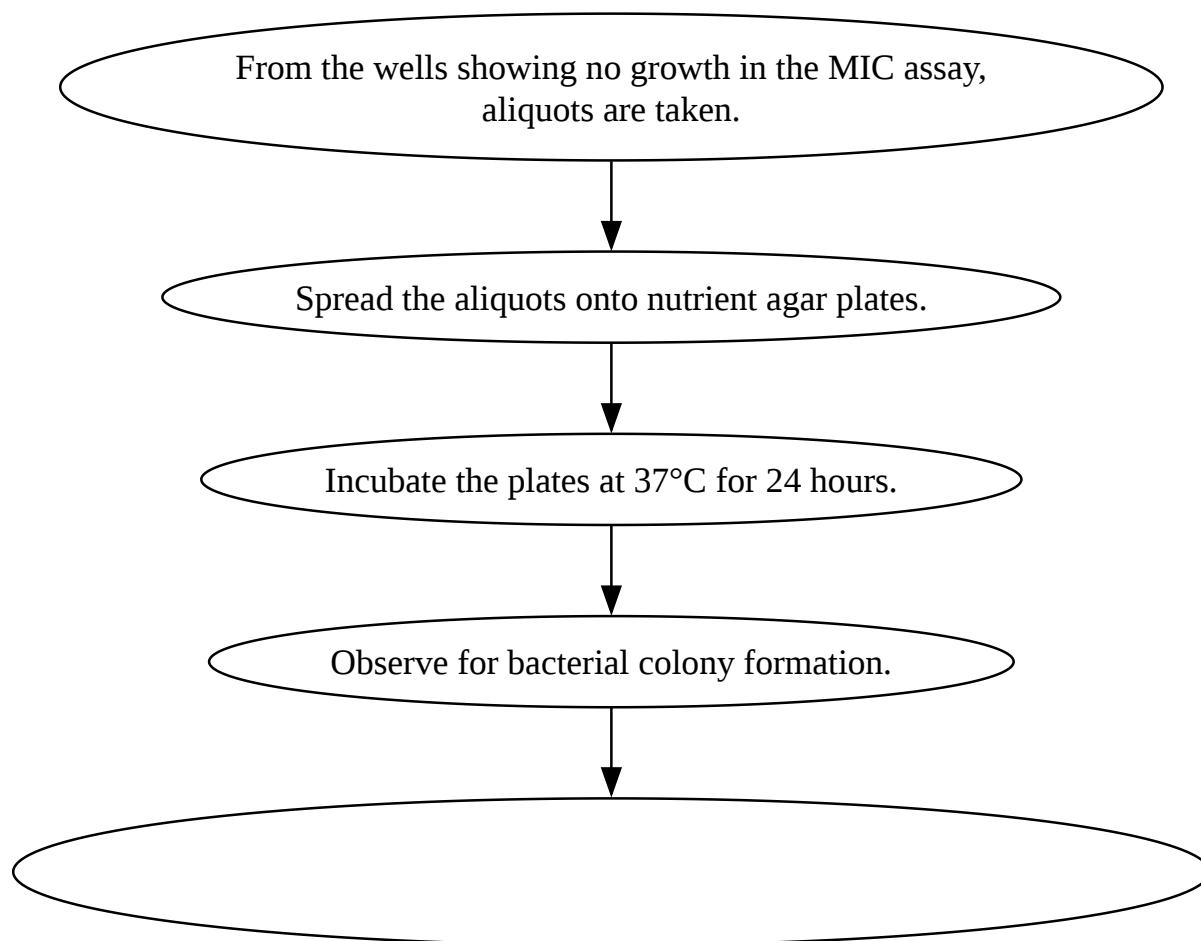 From the wells showing no growth in the MIC assay,
aliquots are taken.
Spread the aliquots onto nutrient agar plates.
Incubate the plates at 37°C for 24 hours.
Observe for bacterial colony formation.